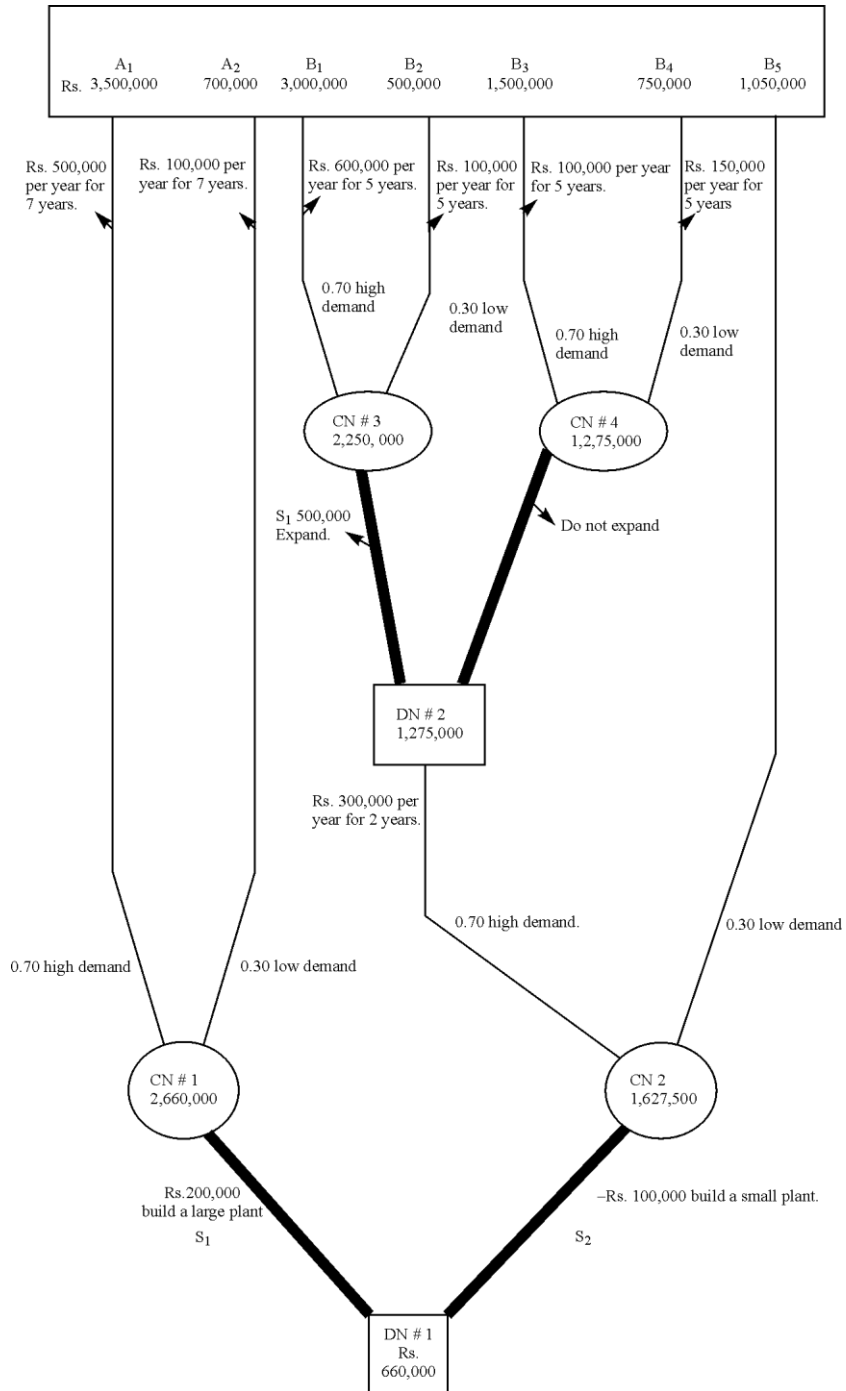 A1 A2 B1 B2 B3 B4 B5
Rs. 3,500,000 700,000 3,000,000 500,000 1,500,000 750,000 1,050,000
Rs. 500,000
per year for
7 years.
Rs. 100,000 per
year for 7 years.
Rs. 600,000 per
year for 5 years.
Rs. 100,000
per year for
5 years.
Rs. 100,000 per year
for 5 years.
Rs. 150,000
per year for
5 years
0.70 high
demand
0.30 low
demand
0.70 high
demand
0.30 low
demand
CN # 3
2,250, 000
CN # 4
1,2,75,000
S1 500,000
Expand.
Do not expand
DN # 2
1,275,000
Rs. 300,000 per
year for 2 years.
0.70 high demand.
0.30 low demand
0.70 high demand
0.30 low demand
CN # 1
2,660,000
CN 2
1,627,500
Rs.200,000
build a large plant
S1
–Rs. 100,000 build a small plant.
S2
DN # 1
Rs.
660,000